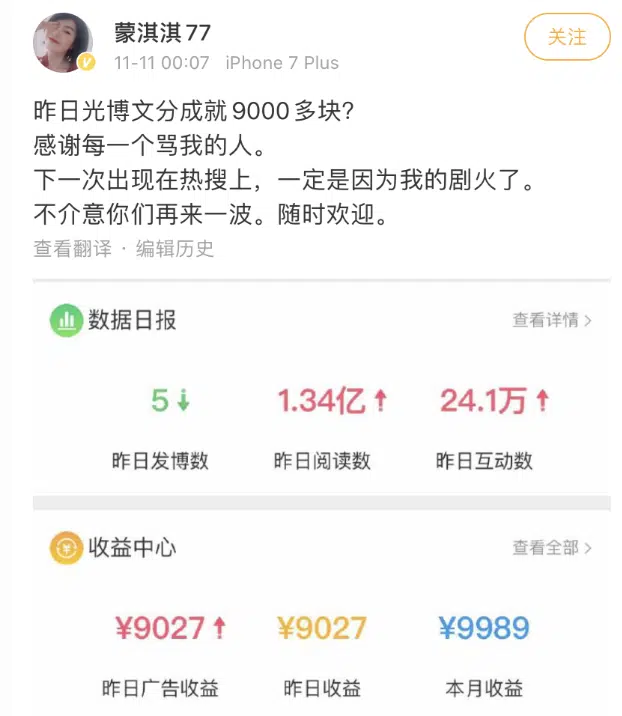 蒙淇淇77
关注
11-11 00:07 iPhone 7 Plus
昨日光博文分成就9000多块?
感谢每一个骂我的人。
下一次出现在热搜上，一定是因为我的剧火了。
不介意你们再来一波。随时欢迎。
查看翻译 · 编辑历史
数据日报
查看详情 >
5↓ 1.34亿↑ 24.1万↑
昨日发博数 昨日阅读数 昨日互动数
收益中心
查看全部 >
¥9027↑ ¥9027 ¥9989
昨日广告收益 昨日收益 本月收益